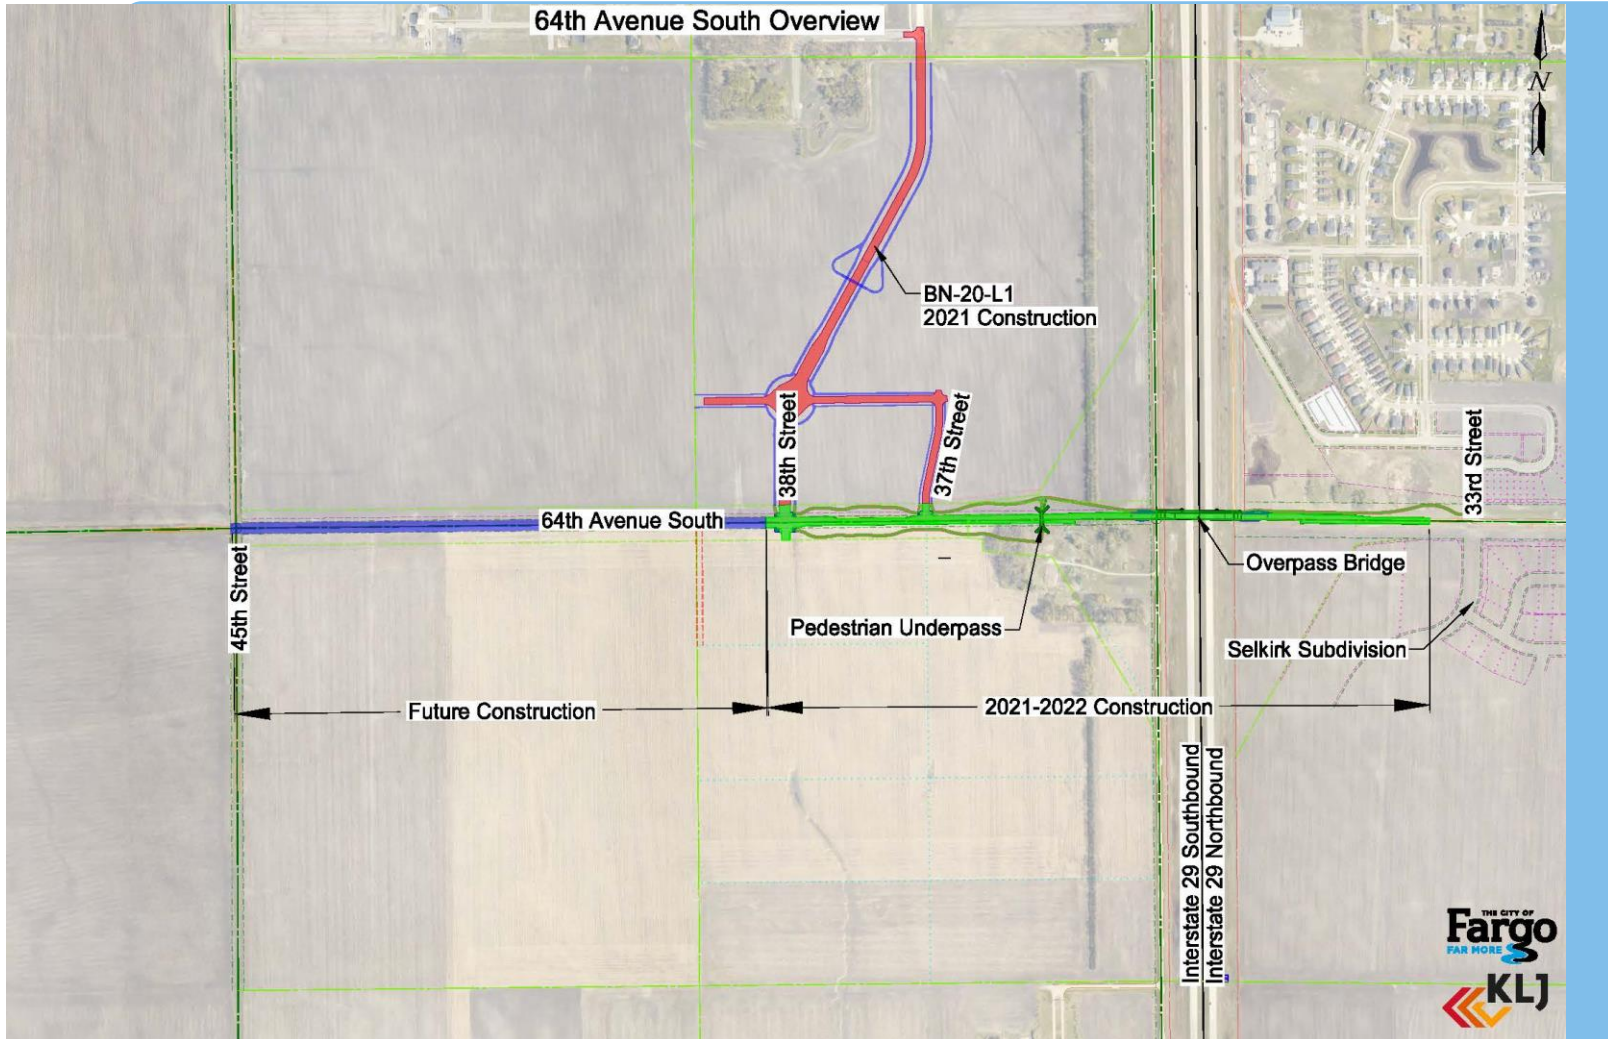 64th Avenue South Overview
N
BN-20-L1
2021 Construction
38th Street
37th Street
33rd Street
64th Avenue South
45th Street
Overpass Bridge
Pedestrian Underpass
Selkirk Subdivision
Future Construction
2021-2022 Construction
Interstate 29 Southbound
Interstate 29 Northbound
THE CITY OF
Fargo
FAR MORE
KLJ